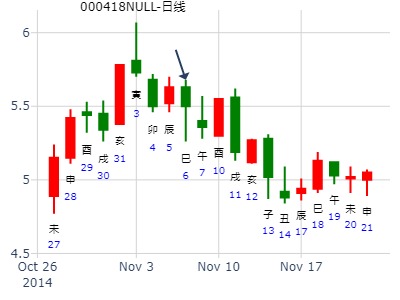 000418NULL-日线
6
5.5
5
4.5
未
27
申
28
酉
29
戌
30
亥
31
寅
3
卯
4
辰
5
巳
6
午
7
酉
10
戌
11
亥
12
子
13
丑
14
辰
17
巳
18
午
19
未
20
申
21
Oct 26
2014
Nov 3
Nov 10
Nov 17